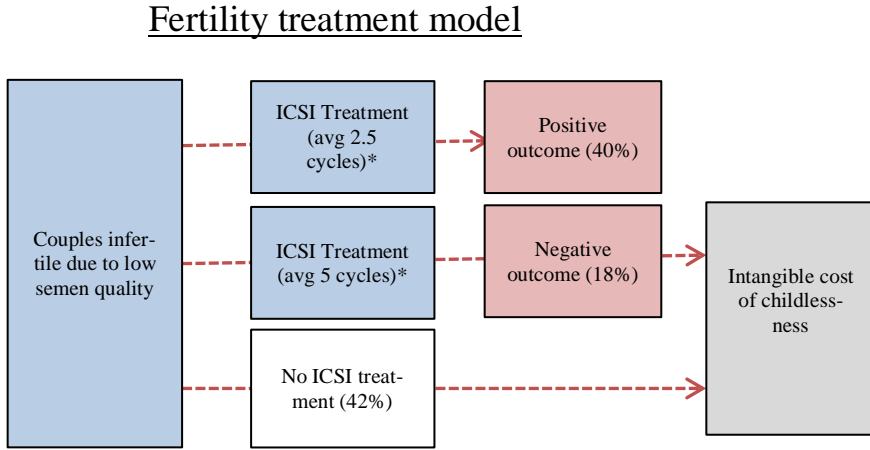 Fertility treatment model
ICSI Treatment
(avg 2.5
cycles)*
Positive
outcome (40%)
Couples infer-
tile due to low
semen quality
ICSI Treatment
(avg 5 cycles)*
Negative
outcome (18%)
Intangible cost
of childless-
ness
No ICSI treat-
ment (42%)